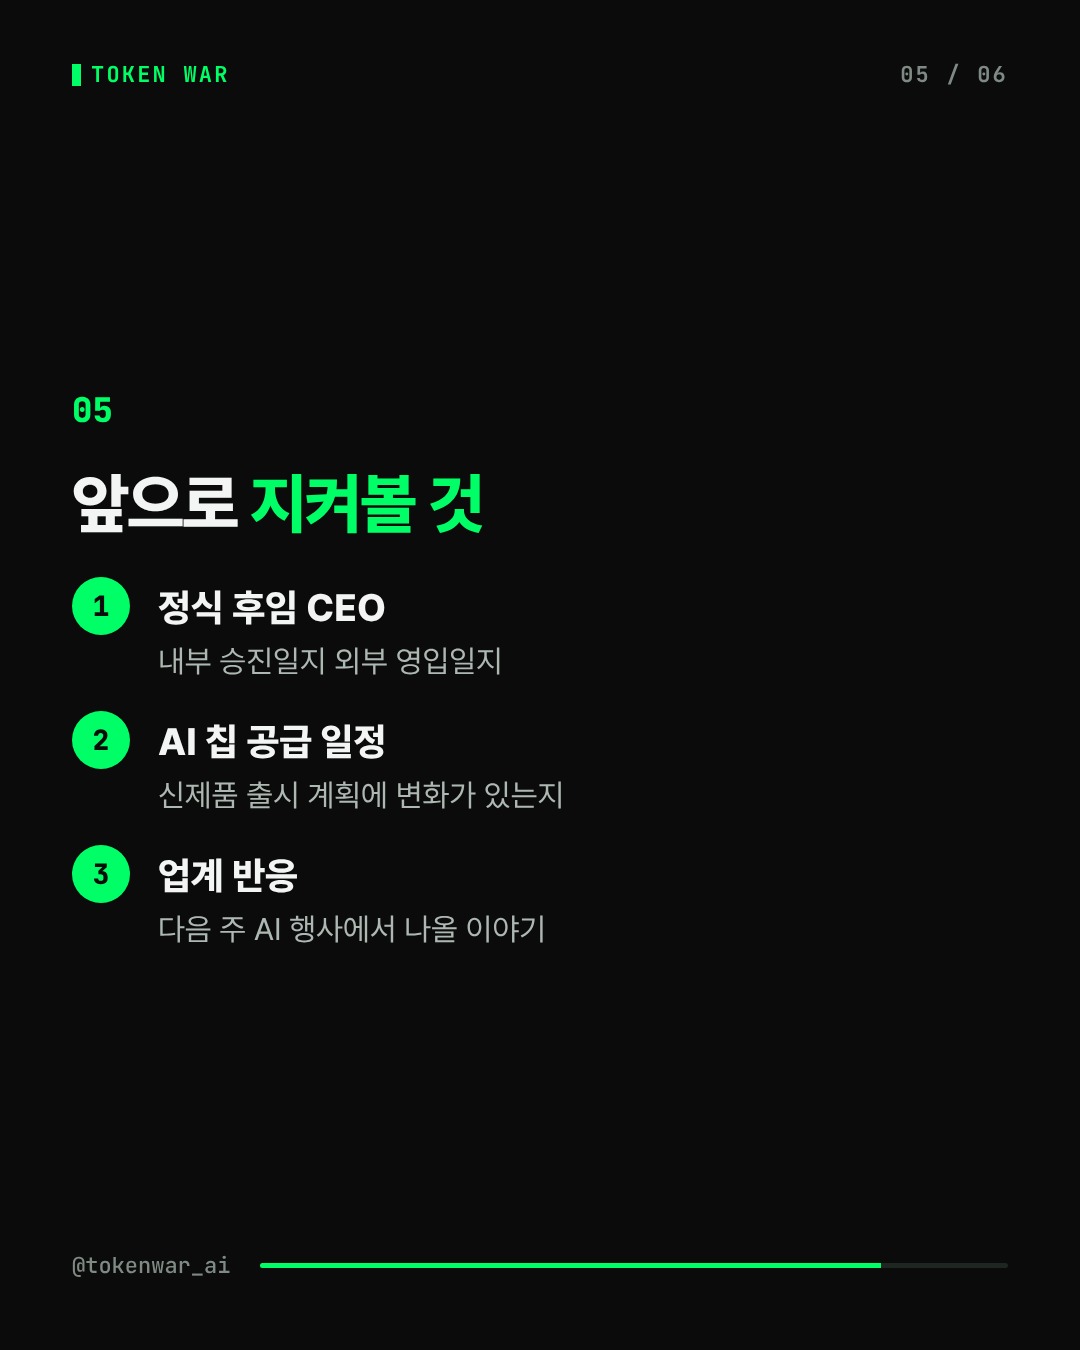 TOKEN WAR
05 / 06
05
앞으로 지켜볼 것
1
정식 후임 CEO
내부 승진일지 외부 영입일지
2
AI 칩 공급 일정
신제품 출시 계획에 변화가 있는지
3
업계 반응
다음 주 AI 행사에서 나올 이야기
@tokenwar_ai